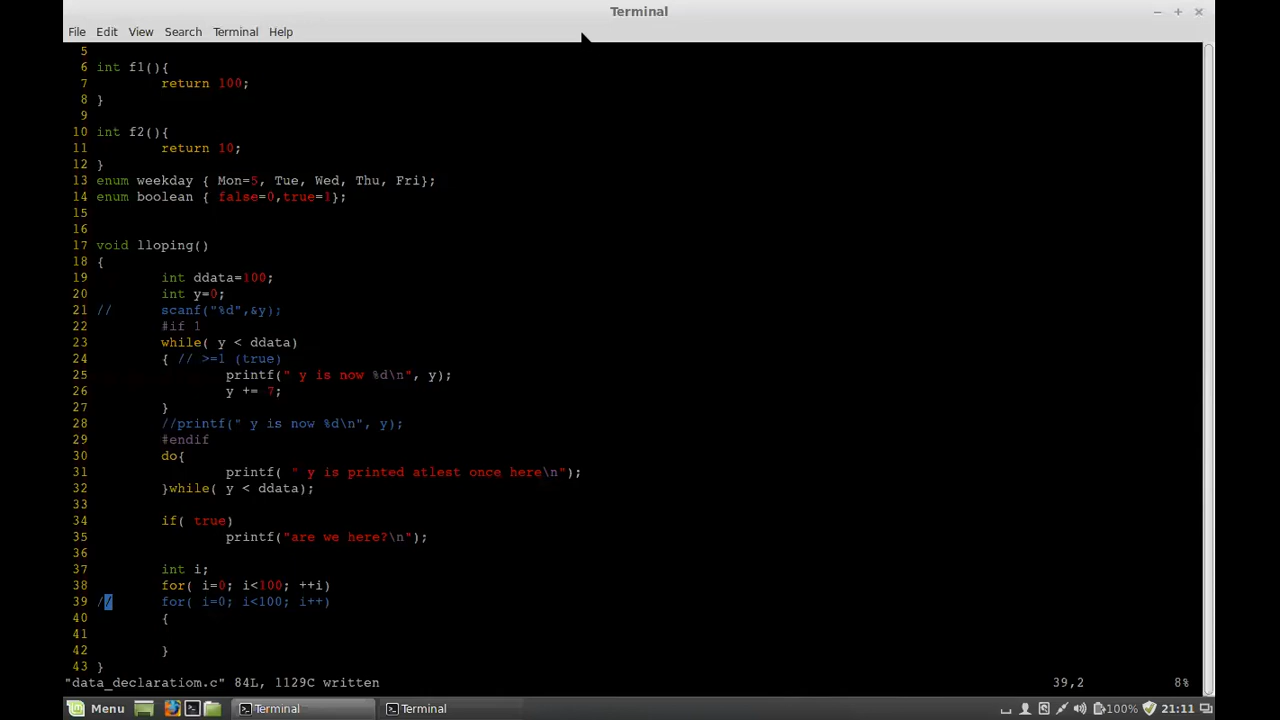 Terminal
File Edit View Search Terminal Help
5
6 int f1(){
7 return 100;
8 }
9
10 int f2(){
11 return 10;
12 }
13 enum weekday { Mon=5, Tue, Wed, Thu, Fri};
14 enum boolean { false=0,true=1};
15
16
17 void lloping()
18 {
19 int ddata=100;
20 int y=0;
21 // scanf("%d",&y);
22 #if 1
23 while( y < ddata)
24 { // >=1 (true)
25 printf(" y is now %d\n", y);
26 y += 7;
27 }
28 //printf(" y is now %d\n", y);
29 #endif
30 do{
31 printf( " y is printed atlest once here\n");
32 }while( y < ddata);
33
34 if( true)
35 printf("are we here?\n");
36
37 int i;
38 for( i=0; i<100; ++i)
39 // for( i=0; i<100; i++)
40 {
41
42 }
43 }
"data_declaratiom.c" 84L, 1129C written 39,2 8%
Menu Terminal Terminal 100% 21:11